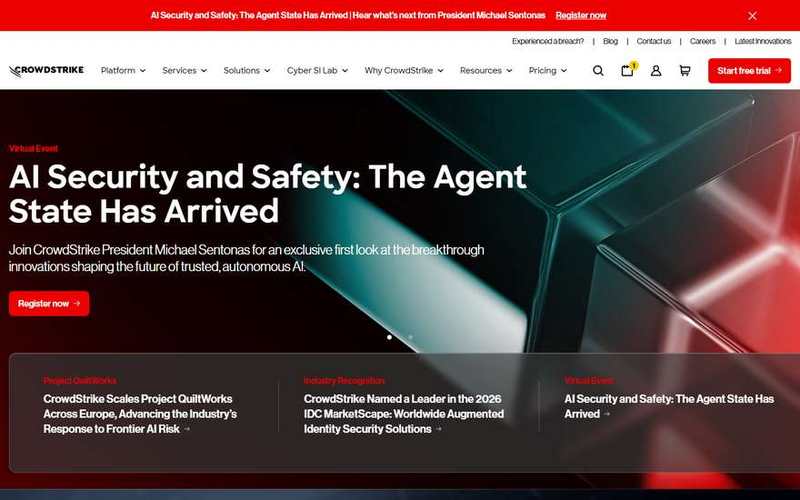 AI Security and Safety: The Agent State Has Arrived | Hear what's next from President Michael Sentonas Register now
Experienced a breach? | Blog | Contact us | Careers | Latest Innovations
CROWDSTRIKE Platform Services Solutions Cyber SI Lab Why CrowdStrike Resources Pricing 1 Start free trial →
Virtual Event
AI Security and Safety: The Agent
State Has Arrived
Join CrowdStrike President Michael Sentonas for an exclusive first look at the breakthrough
innovations shaping the future of trusted, autonomous AI.
Register now →
Project QuiltWorks
CrowdStrike Scales Project QuiltWorks
Across Europe, Advancing the Industry's
Response to Frontier AI Risk →
Industry Recognition
CrowdStrike Named a Leader in the 2026
IDC MarketScape: Worldwide Augmented
Identity Security Solutions →
Virtual Event
AI Security and Safety: The Agent State Has
Arrived →